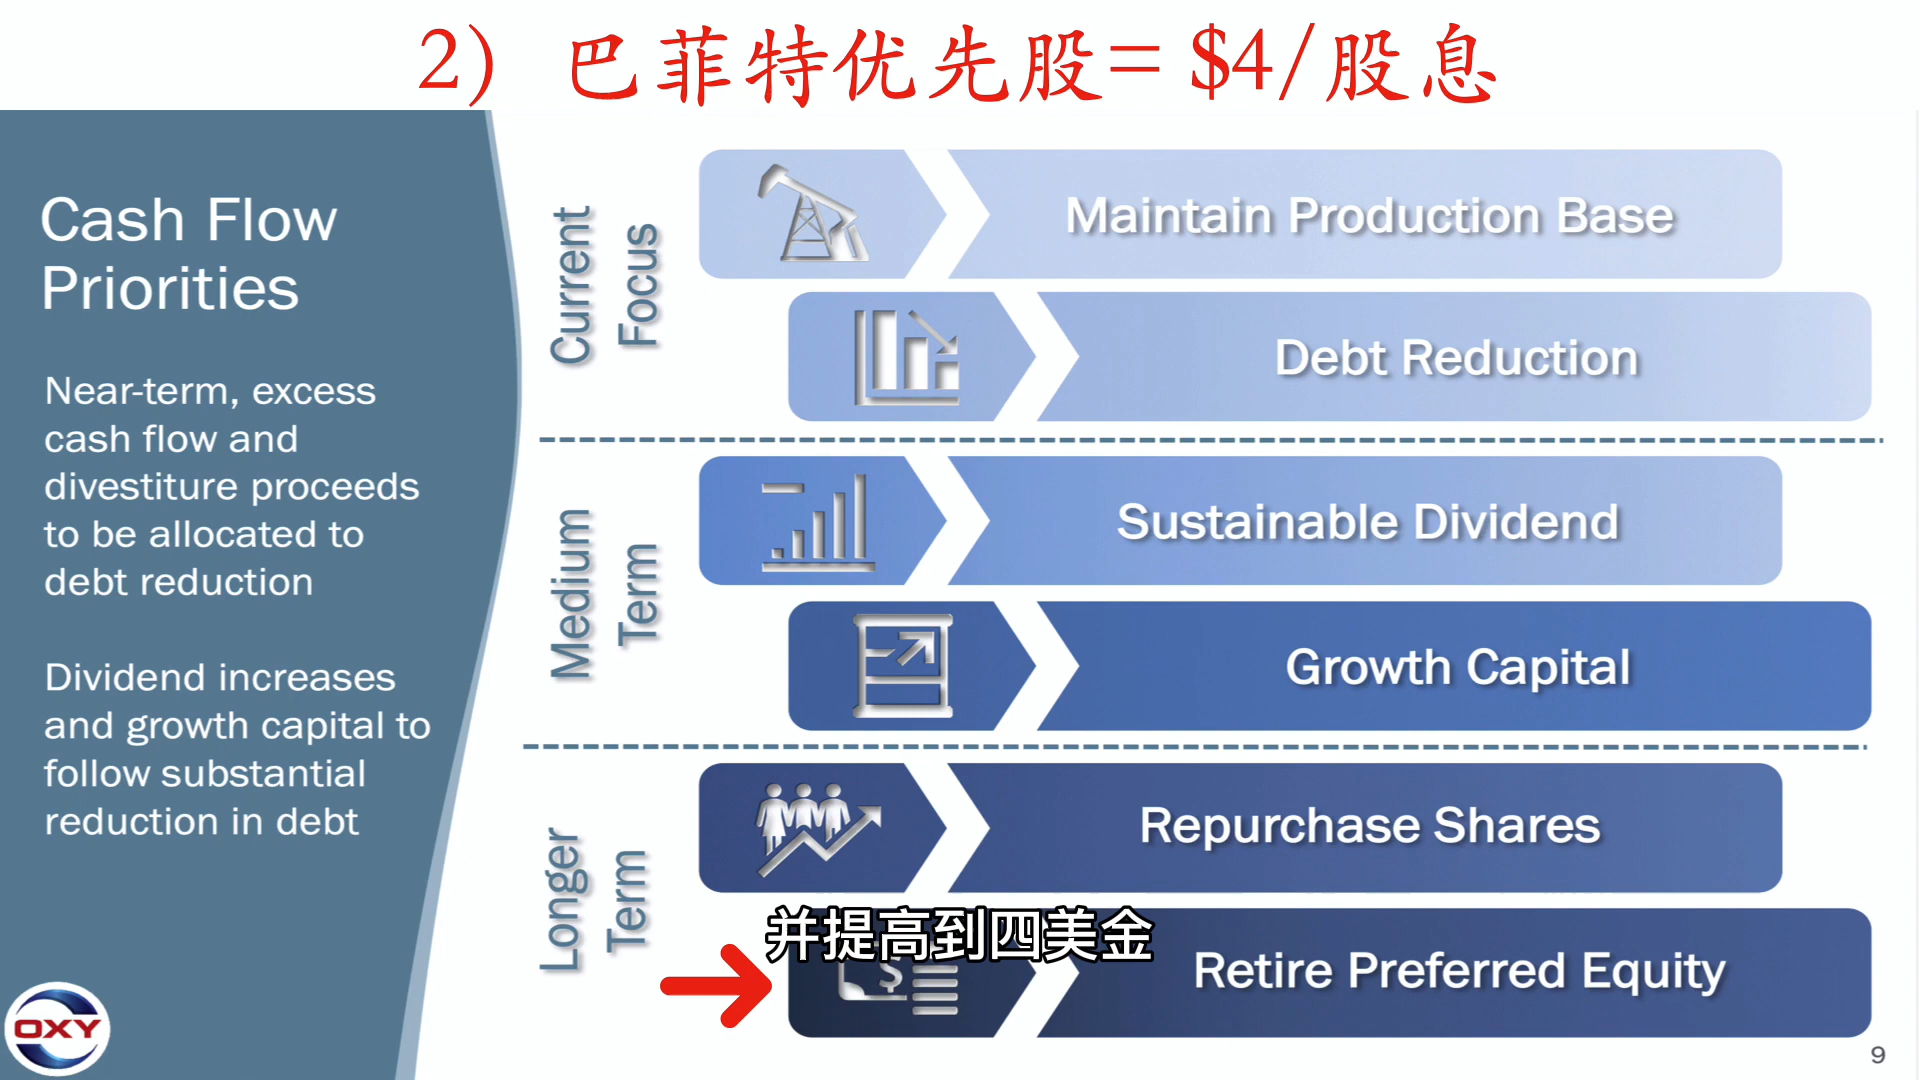 2) 巴菲特优先股= $4/股息
Cash Flow
Priorities
Near-term, excess
cash flow and
divestiture proceeds
to be allocated to
debt reduction
Dividend increases
and growth capital to
follow substantial
reduction in debt
OXY
Current
Focus
Maintain Production Base
Debt Reduction
Medium
Term
Sustainable Dividend
Growth Capital
Longer
Term
Repurchase Shares
$
Retire Preferred Equity
并提高到四美金
9